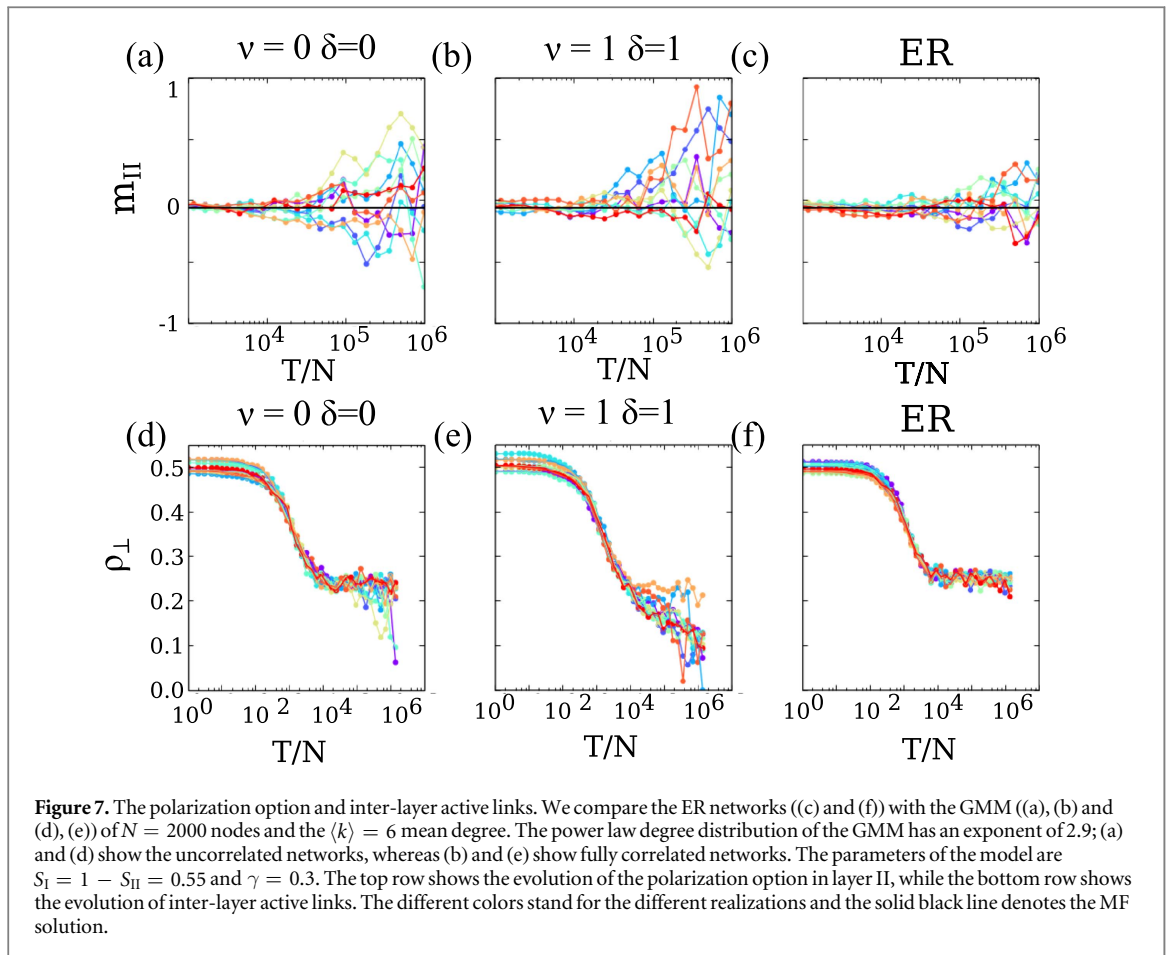 (a) ν = 0 δ=0 (b) ν = 1 δ=1 (c) ER
1
0
-1
m_II
10^4 10^5 10^6 10^4 10^5 10^6 10^4 10^5 10^6
T/N T/N T/N
(d) ν = 0 δ=0 (e) ν = 1 δ=1 (f) ER
0.5
0.4
0.3
0.2
0.1
0.0
ρ_⊥
10^0 10^2 10^4 10^6 10^0 10^2 10^4 10^6 10^0 10^2 10^4 10^6
T/N T/N T/N
Figure 7. The polarization option and inter-layer active links. We compare the ER networks ((c) and (f)) with the GMM ((a), (b) and
(d), (e)) of N = 2000 nodes and the ⟨k⟩ = 6 mean degree. The power law degree distribution of the GMM has an exponent of 2.9; (a)
and (d) show the uncorrelated networks, whereas (b) and (e) show fully correlated networks. The parameters of the model are
S_I = 1 − S_II = 0.55 and γ = 0.3. The top row shows the evolution of the polarization option in layer II, while the bottom row shows
the evolution of inter-layer active links. The different colors stand for the different realizations and the solid black line denotes the MF
solution.